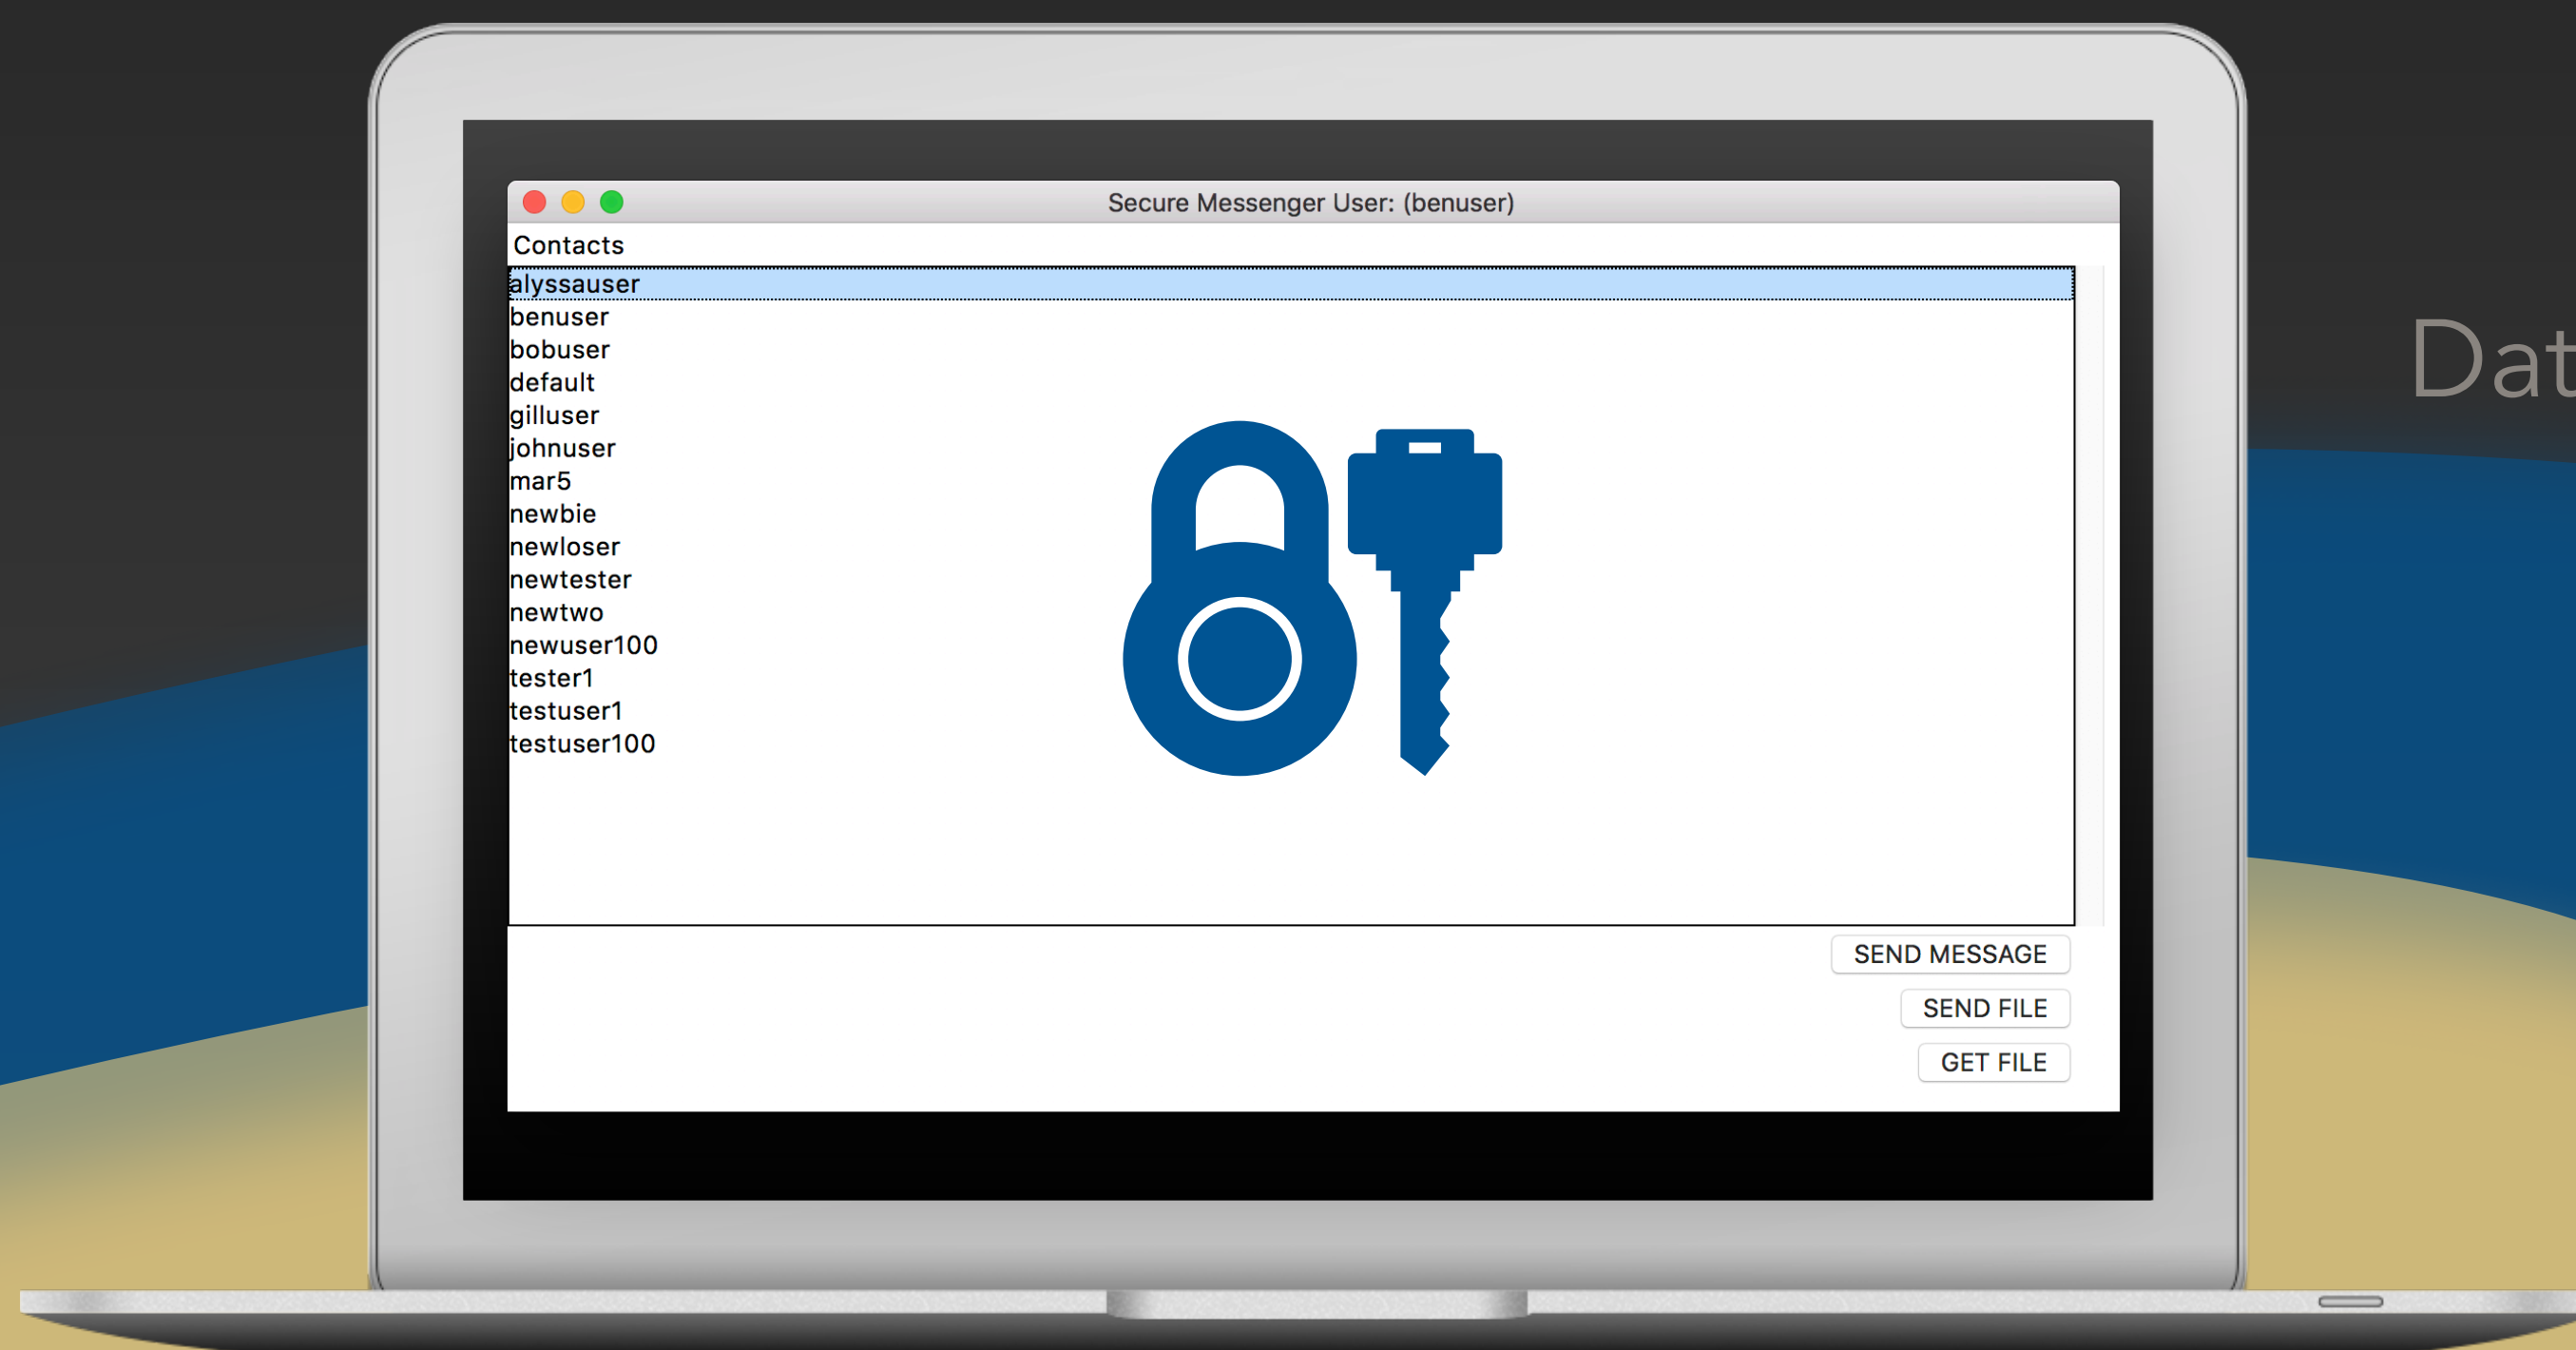 Secure Messenger User: (benuser)
Contacts
alyssauser
benuser
bobuser
default
gilluser
johnuser
mar5
newbie
newloser
newtester
newtwo
newuser100
tester1
testuser1
testuser100
SEND MESSAGE
SEND FILE
GET FILE
Dat